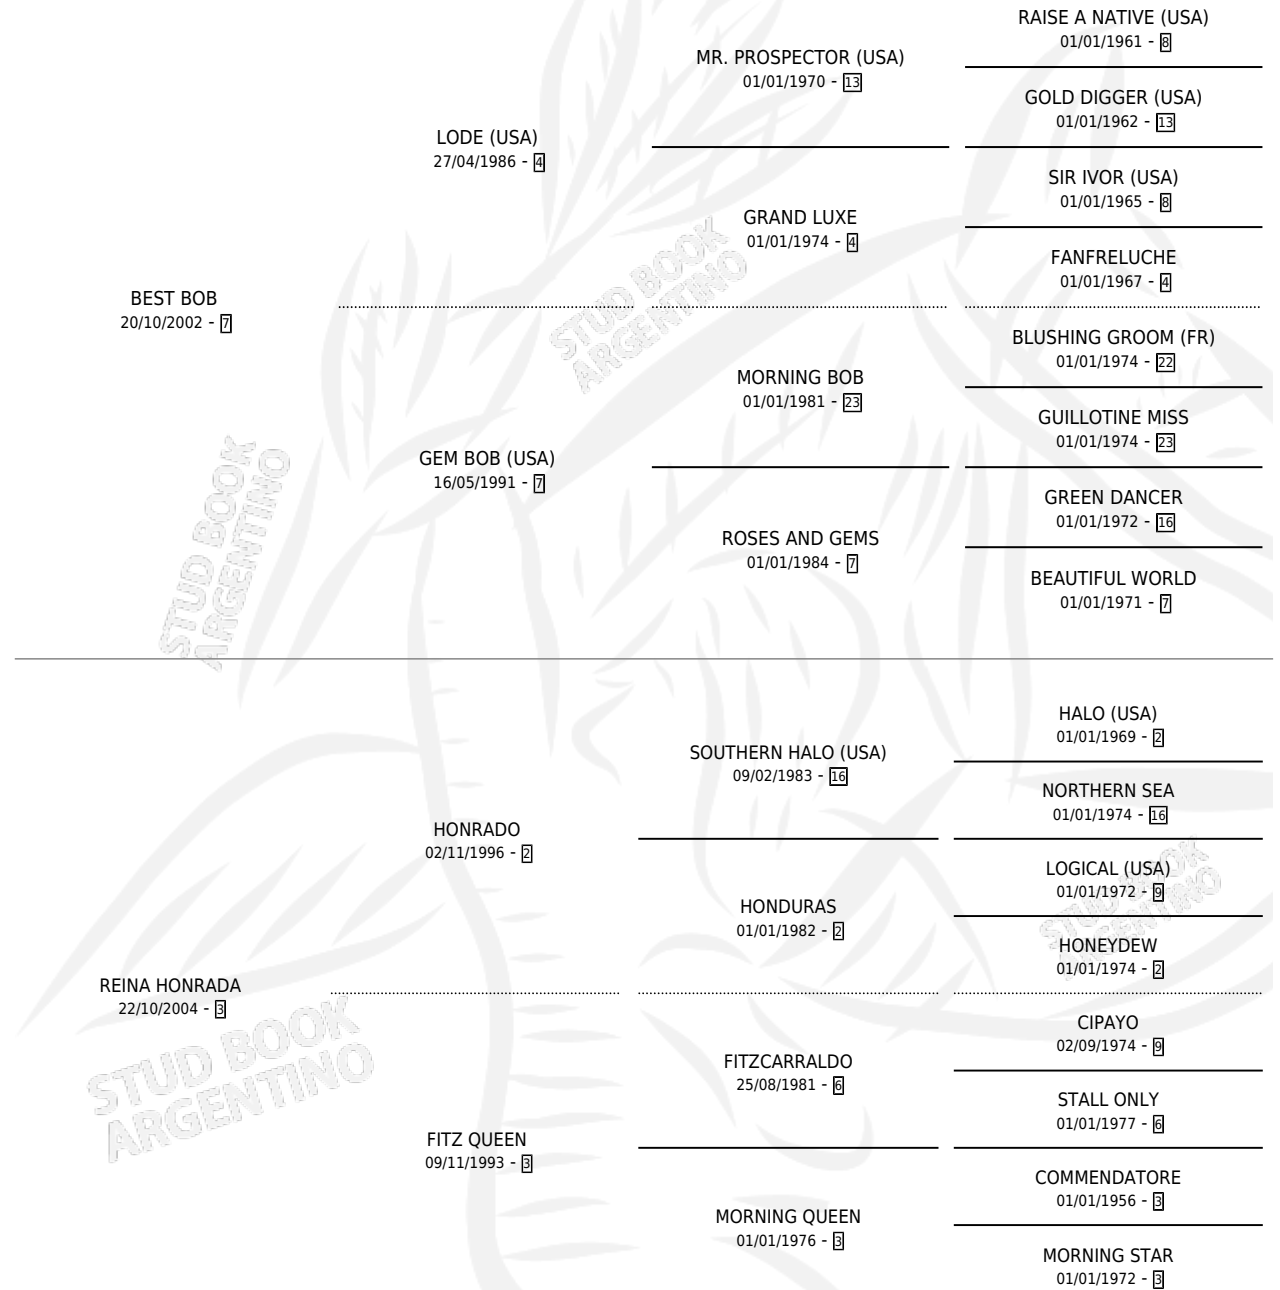 RAISE A NATIVE (USA)
01/01/1961 - 8
MR. PROSPECTOR (USA)
01/01/1970 - 13
GOLD DIGGER (USA)
01/01/1962 - 13
LODE (USA)
27/04/1986 - 4
SIR IVOR (USA)
01/01/1965 - 8
GRAND LUXE
01/01/1974 - 4
FANFRELUCHE
01/01/1967 - 4
BEST BOB
20/10/2002 - 7
BLUSHING GROOM (FR)
01/01/1974 - 22
MORNING BOB
01/01/1981 - 23
GUILLOTINE MISS
01/01/1974 - 23
GEM BOB (USA)
16/05/1991 - 7
GREEN DANCER
01/01/1972 - 16
ROSES AND GEMS
01/01/1984 - 7
BEAUTIFUL WORLD
01/01/1971 - 7
HALO (USA)
01/01/1969 - 2
SOUTHERN HALO (USA)
09/02/1983 - 16
NORTHERN SEA
01/01/1974 - 16
HONRADO
02/11/1996 - 2
LOGICAL (USA)
01/01/1972 - 9
HONDURAS
01/01/1982 - 2
HONEYDEW
01/01/1974 - 2
REINA HONRADA
22/10/2004 - 3
CIPAYO
02/09/1974 - 9
FITZCARRALDO
25/08/1981 - 6
STALL ONLY
01/01/1977 - 6
FITZ QUEEN
09/11/1993 - 3
COMMENDATORE
01/01/1956 - 3
MORNING QUEEN
01/01/1976 - 3
MORNING STAR
01/01/1972 - 3
STUD BOOK
ARGENTINO
STUD BOOK
ARGENTINO
STUD BOOK
ARGENTINO
STUD BOOK
ARGENTINO